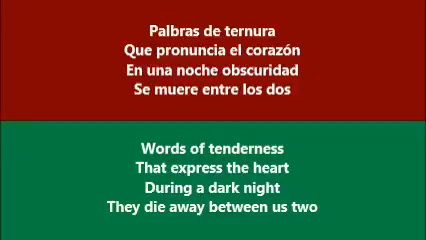 Palbras de ternura
Que pronuncia el corazón
En una noche obscuridad
Se muere entre los dos
Words of tenderness
That express the heart
During a dark night
They die away between us two